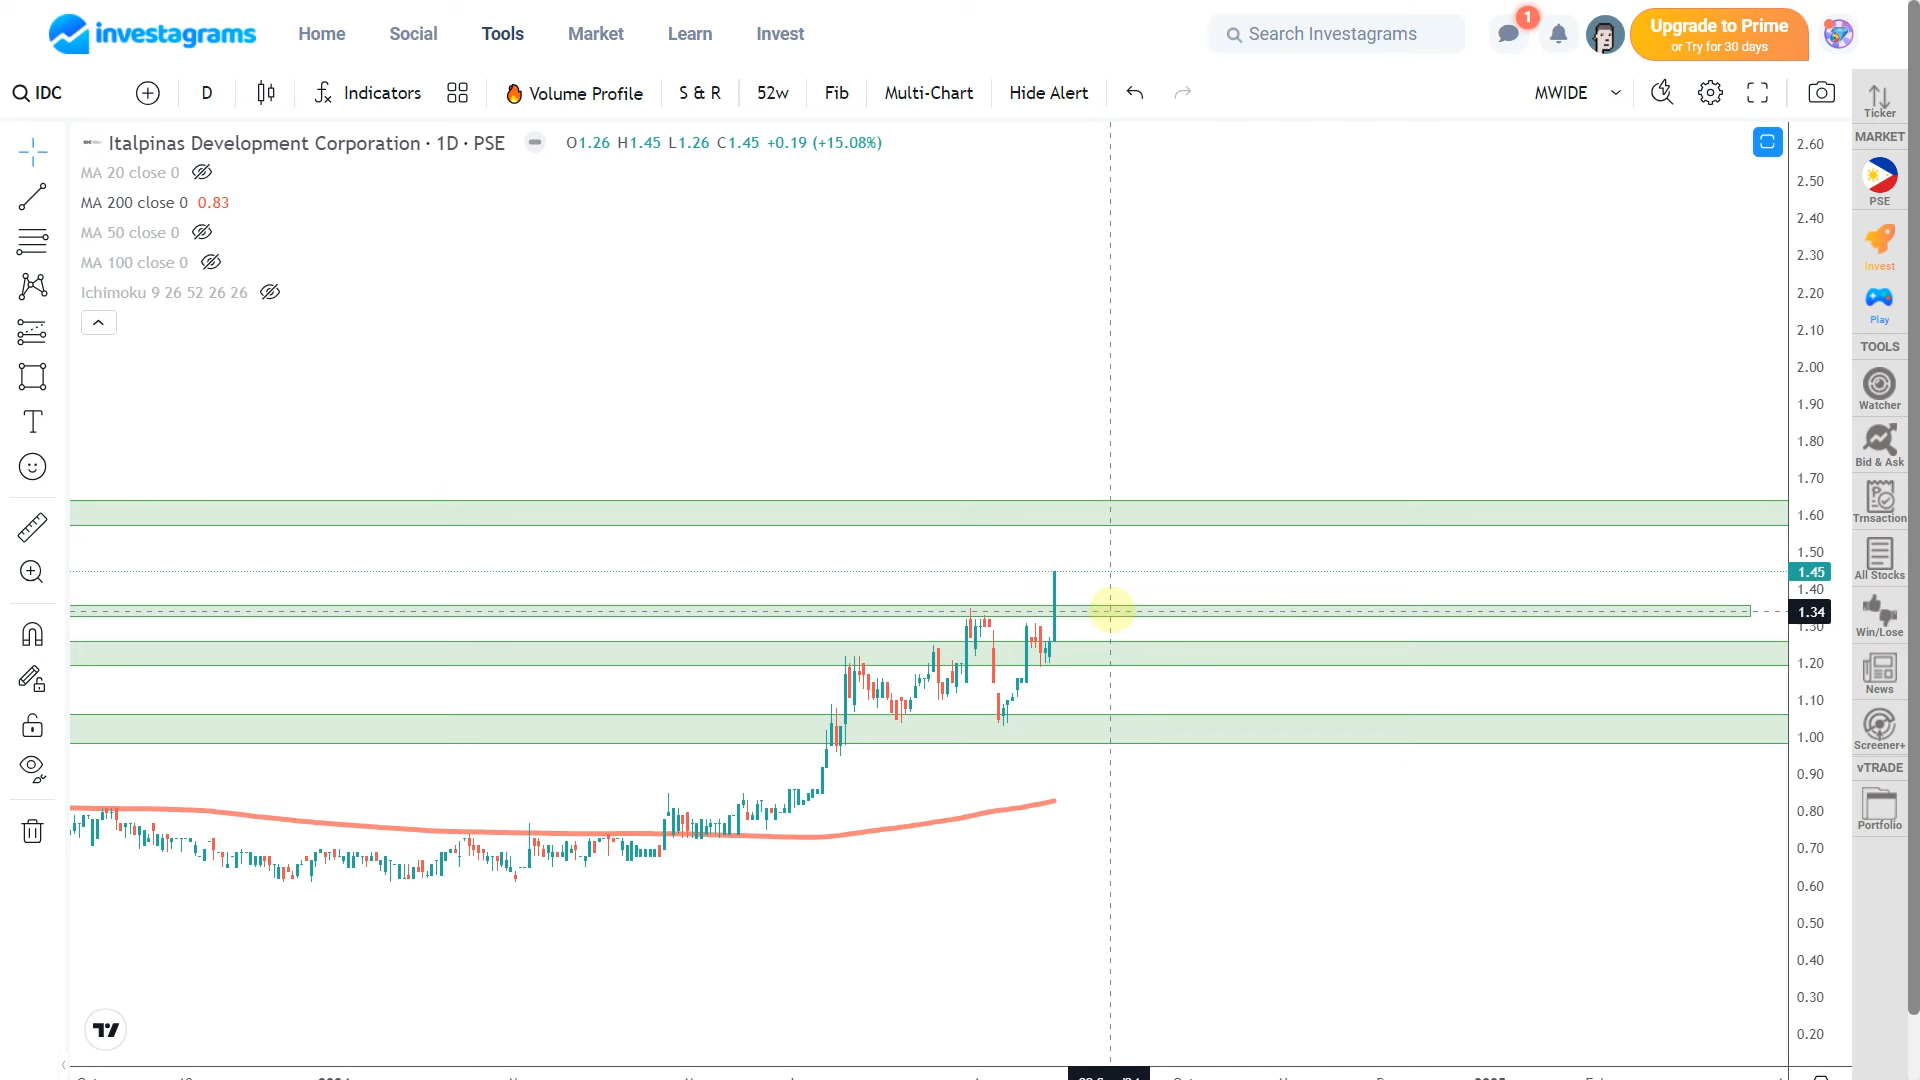 investagrams Home Social Tools Market Learn Invest Search Investagrams 1 Upgrade to Prime
or Try for 30 days
IDC D Indicators Volume Profile S & R 52w Fib Multi-Chart Hide Alert MWIDE
Italpinas Development Corporation · 1D · PSE O1.26 H1.45 L1.26 C1.45 +0.19 (+15.08%)
MA 20 close 0
MA 200 close 0 0.83
MA 50 close 0
MA 100 close 0
Ichimoku 9 26 52 26 26
2.60
2.50
2.40
2.30
2.20
2.10
2.00
1.90
1.80
1.70
1.60
1.50
1.45
1.40
1.34
1.30
1.20
1.10
1.00
0.90
0.80
0.70
0.60
0.50
0.40
0.30
0.20
Ticker
MARKET
PSE
Invest
Play
TOOLS
Watcher
Bid & Ask
Trnsaction
All Stocks
Win/Lose
News
Screener+
vTRADE
Portfolio